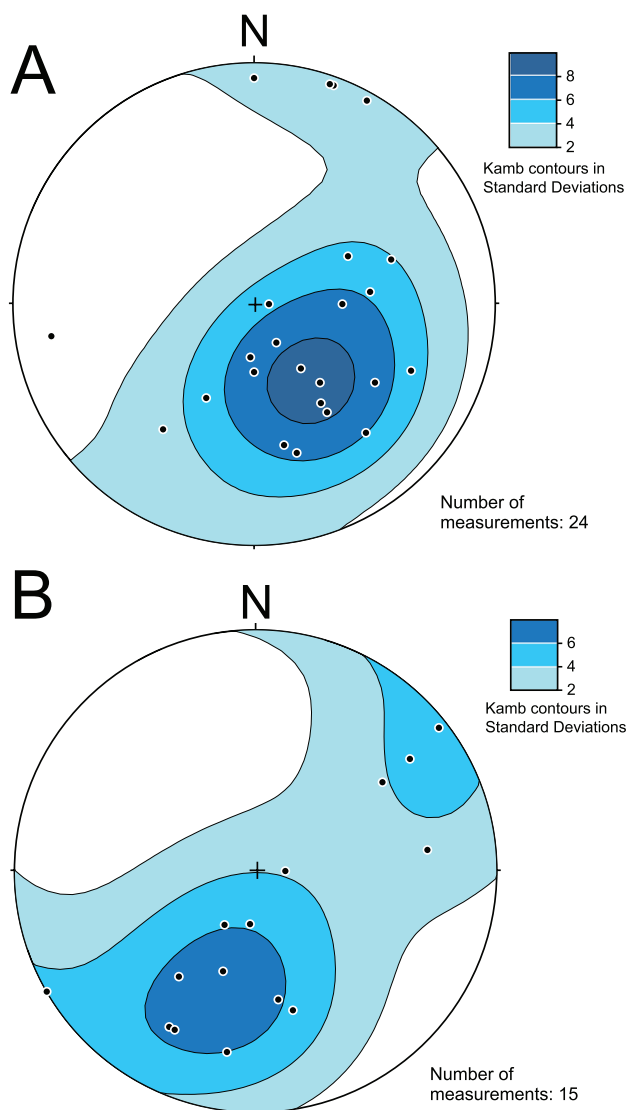 A
N
8
6
4
2
Kamb contours in
Standard Deviations
Number of
measurements: 24
B
N
6
4
2
Kamb contours in
Standard Deviations
Number of
measurements: 15